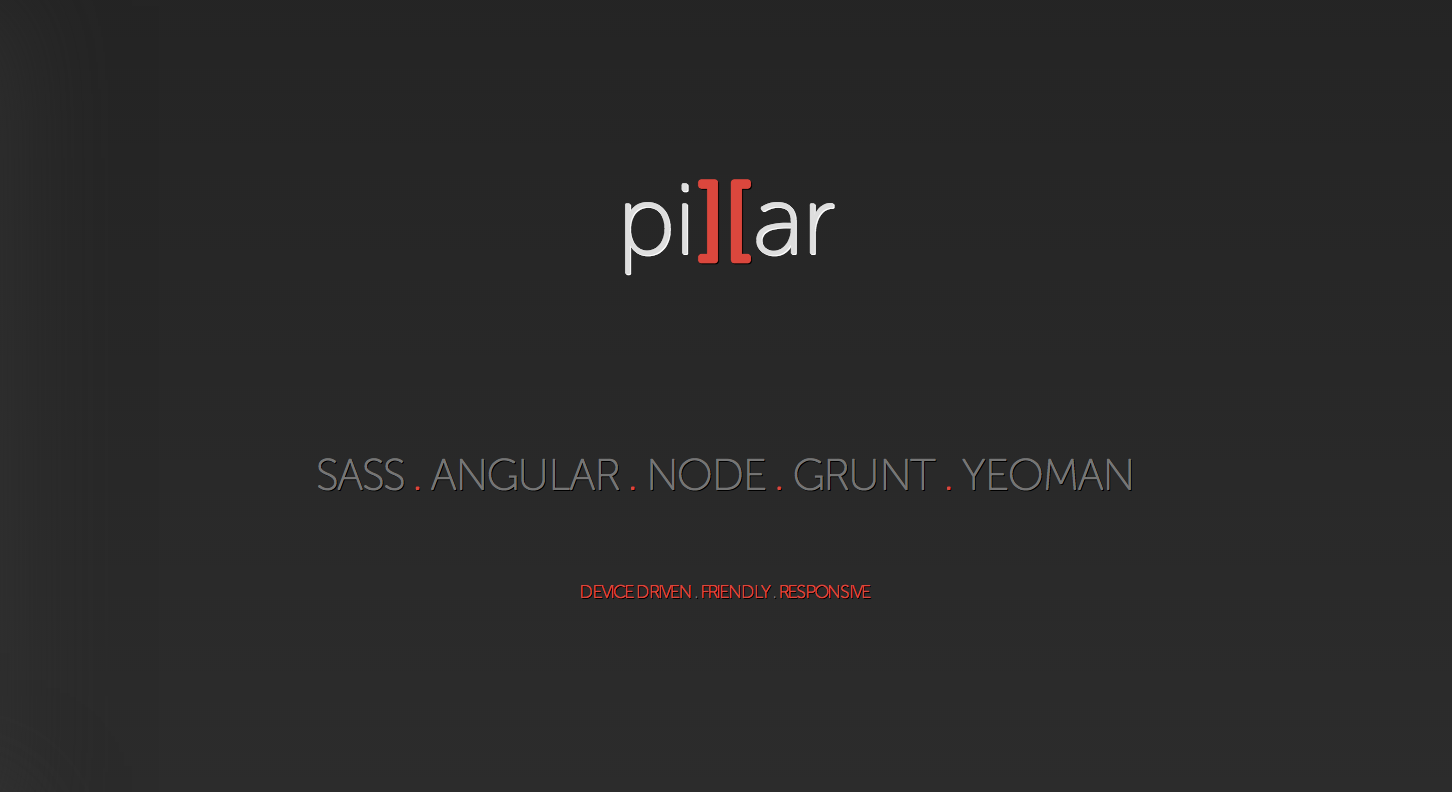 pi][ar
SASS . ANGULAR . NODE . GRUNT . YEOMAN
DEVICE DRIVEN . FRIENDLY . RESPONSIVE